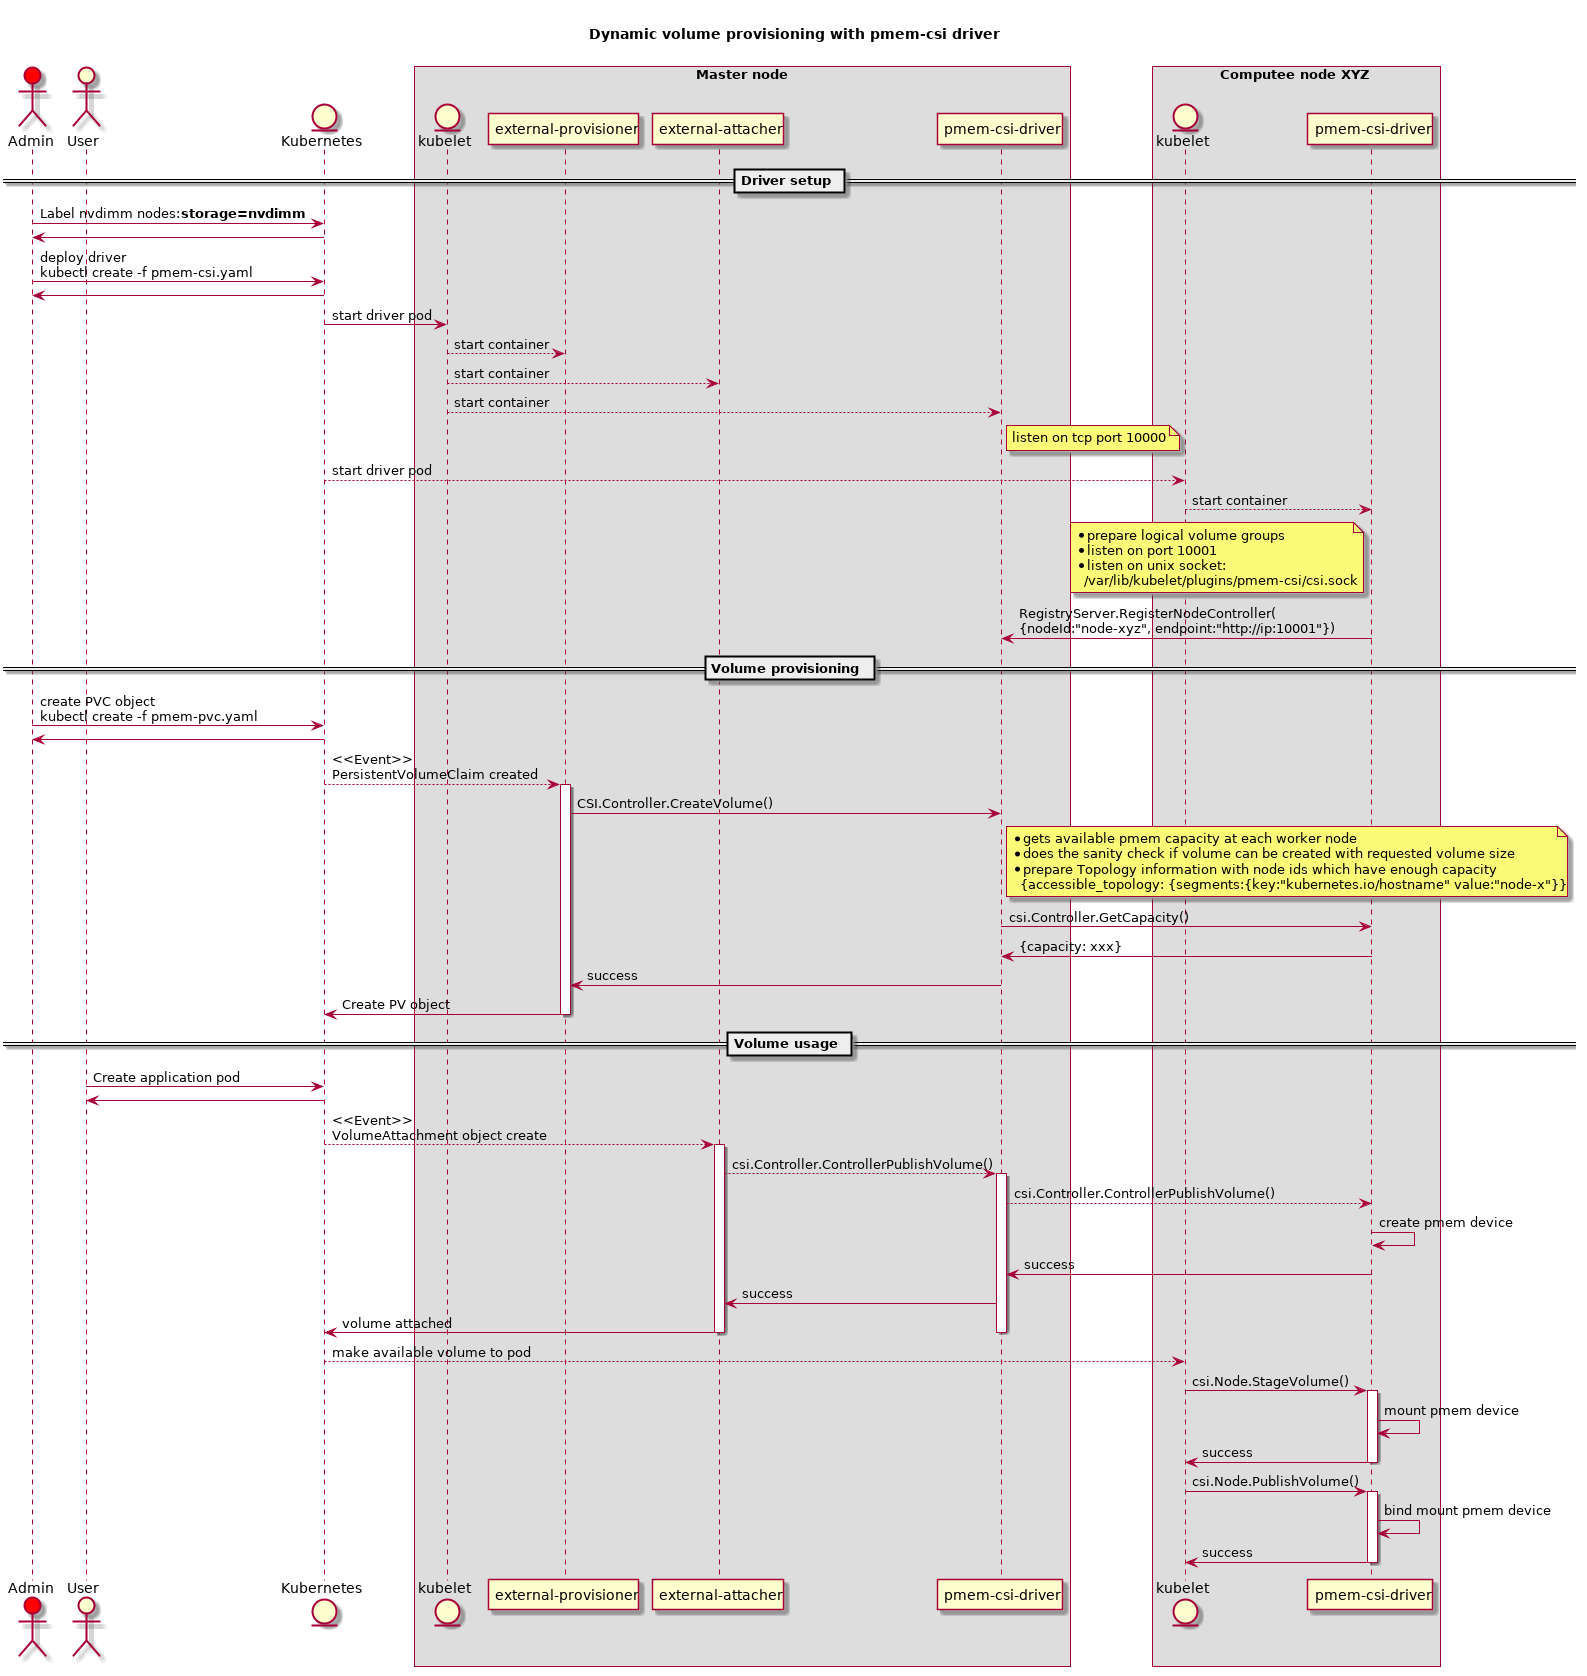 Dynamic volume provisioning with pmem-csi driver
Master node
Computee node XYZ
Admin
User
Kubernetes
kubelet
external-provisioner
external-attacher
pmem-csi-driver
kubelet
pmem-csi-driver
Driver setup
Label nvdimm nodes:storage=nvdimm
deploy driver
kubectl create -f pmem-csi.yaml
start driver pod
start container
start container
start container
listen on tcp port 10000
start driver pod
start container
• prepare logical volume groups
• listen on port 10001
• listen on unix socket:
/var/lib/kubelet/plugins/pmem-csi/csi.sock
RegistryServer.RegisterNodeController(
{nodeId:"node-xyz", endpoint:"http://ip:10001"})
Volume provisioning
create PVC object
kubectl create -f pmem-pvc.yaml
<<Event>>
PersistentVolumeClaim created
CSI.Controller.CreateVolume()
• gets available pmem capacity at each worker node
• does the sanity check if volume can be created with requested volume size
• prepare Topology information with node ids which have enough capacity
{accessible_topology: {segments:{key:"kubernetes.io/hostname" value:"node-x"}}
csi.Controller.GetCapacity()
{capacity: xxx}
success
Create PV object
Volume usage
Create application pod
<<Event>>
VolumeAttachment object create
csi.Controller.ControllerPublishVolume()
csi.Controller.ControllerPublishVolume()
create pmem device
success
success
volume attached
make available volume to pod
csi.Node.StageVolume()
mount pmem device
success
csi.Node.PublishVolume()
bind mount pmem device
success
Admin
User
Kubernetes
kubelet
external-provisioner
external-attacher
pmem-csi-driver
kubelet
pmem-csi-driver